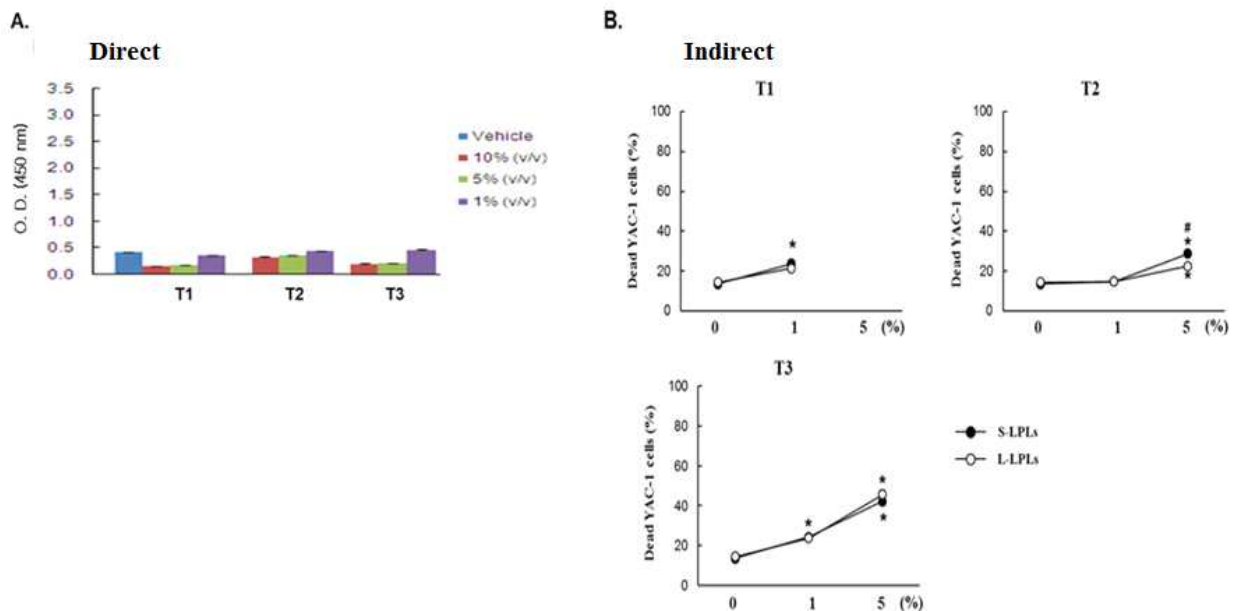 A.
Direct
O. D. (450 nm)
3.5
3.0
2.5
2.0
1.5
1.0
0.5
0.0
T1 T2 T3
Vehicle
10% (v/v)
5% (v/v)
1% (v/v)
B.
Indirect
T1
Dead YAC-1 cells (%)
100
80
60
40
20
0
*
0 1 5 (%)
T2
Dead YAC-1 cells (%)
100
80
60
40
20
0
#
*
*
0 1 5 (%)
T3
Dead YAC-1 cells (%)
100
80
60
40
20
0
*
*
*
0 1 5 (%)
S-LPLs
L-LPLs